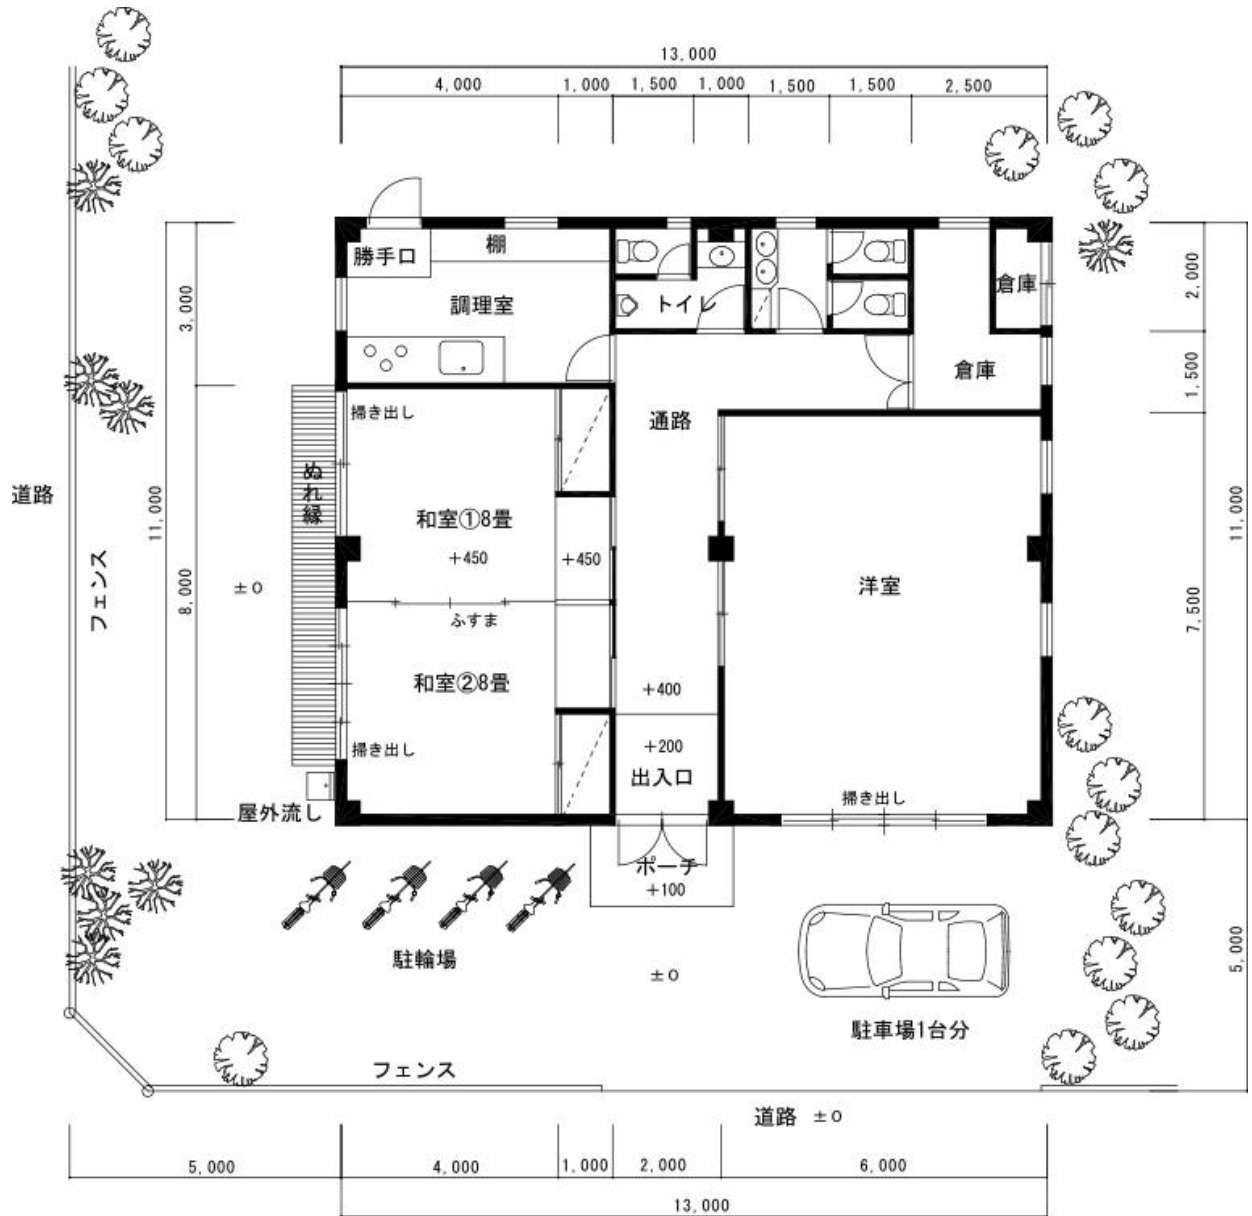 13,000
4,000 1,000 1,500 1,000 1,500 1,500 2,500
勝手口
棚
調理室
トイレ
倉庫
倉庫
3,000
2,000
1,500
通路
掃き出し
ぬれ縁
道路
フェンス
11,000
8,000
±0
和室①8畳
+450
+450
ふすま
和室②8畳
掃き出し
+400
+200
出入口
洋室
掃き出し
7,500
11,000
屋外流し
ポーチ
+100
駐輪場
±0
駐車場1台分
5,000
フェンス
道路 ±0
5,000 4,000 1,000 2,000 6,000
13,000